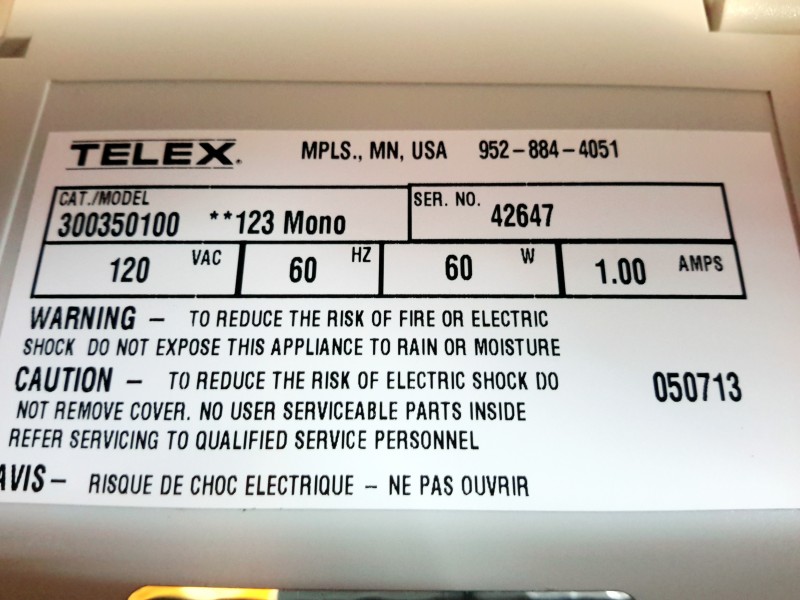 TELEX. MPLS., MN, USA 952-884-4051
CAT./MODEL SER. NO.
300350100 **123 Mono 42647
120 VAC 60 HZ 60 W 1.00 AMPS
WARNING – TO REDUCE THE RISK OF FIRE OR ELECTRIC
SHOCK DO NOT EXPOSE THIS APPLIANCE TO RAIN OR MOISTURE
CAUTION – TO REDUCE THE RISK OF ELECTRIC SHOCK DO
NOT REMOVE COVER. NO USER SERVICEABLE PARTS INSIDE
REFER SERVICING TO QUALIFIED SERVICE PERSONNEL
050713
AVIS – RISQUE DE CHOC ELECTRIQUE – NE PAS OUVRIR